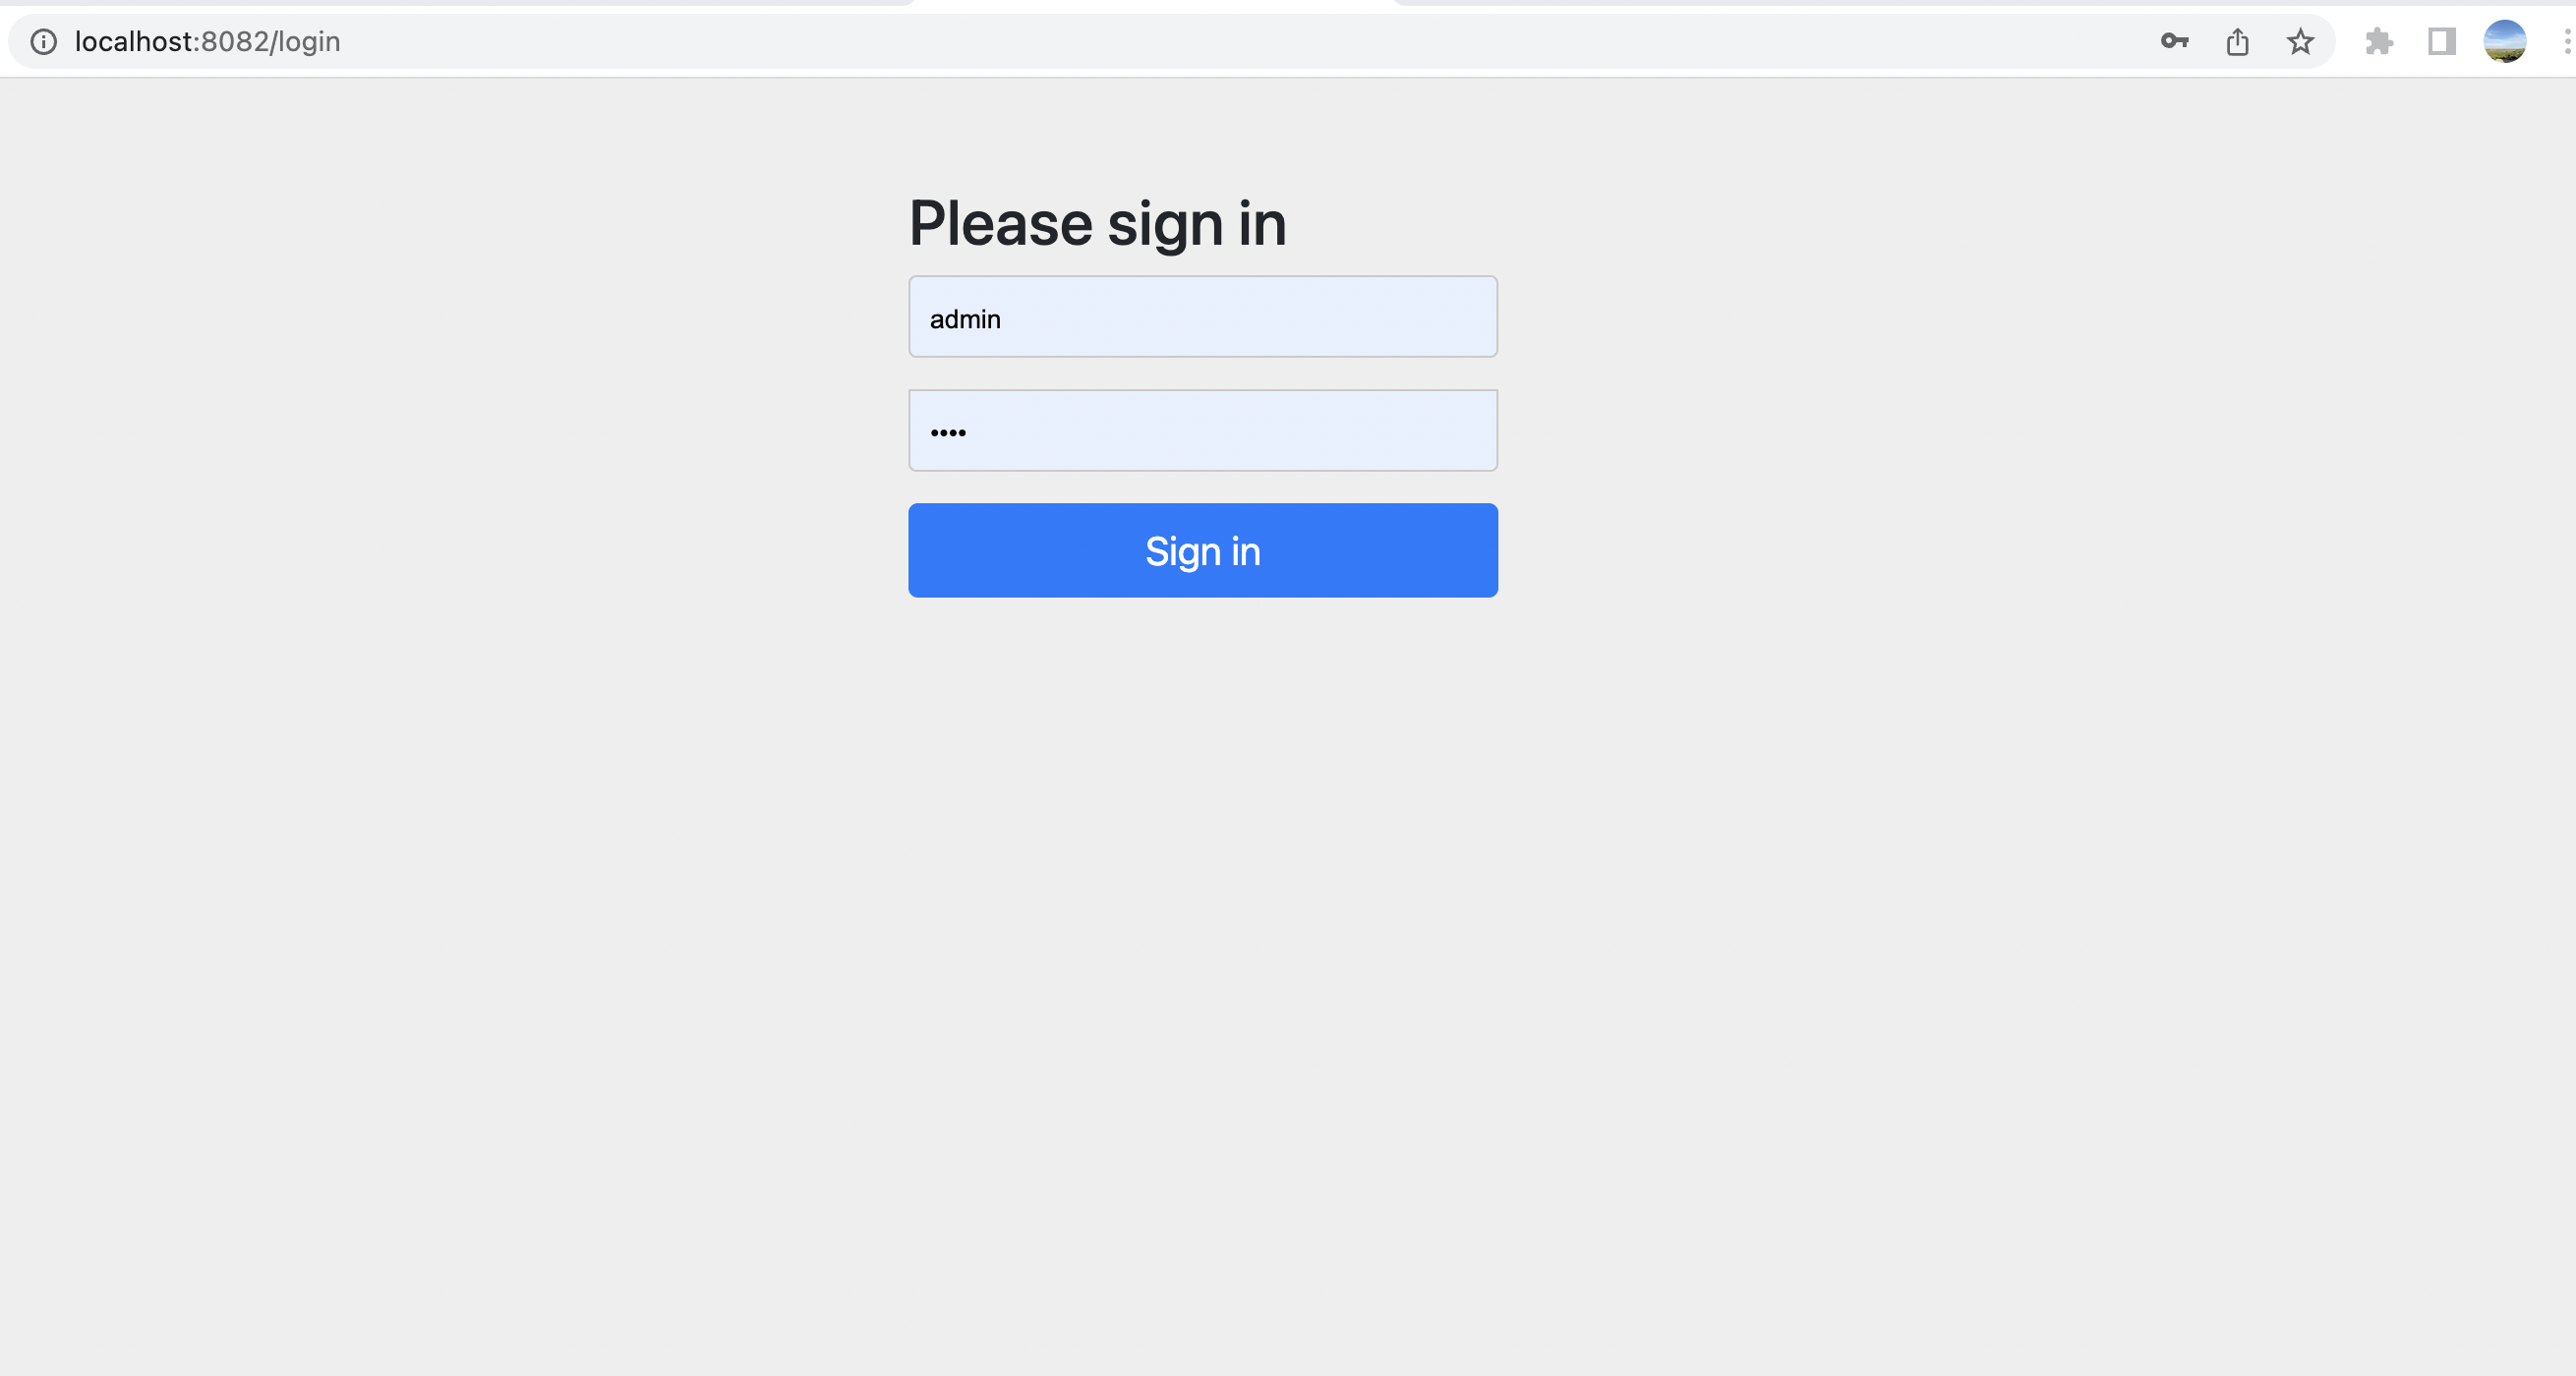 localhost:8082/login
Please sign in
admin
••••
Sign in